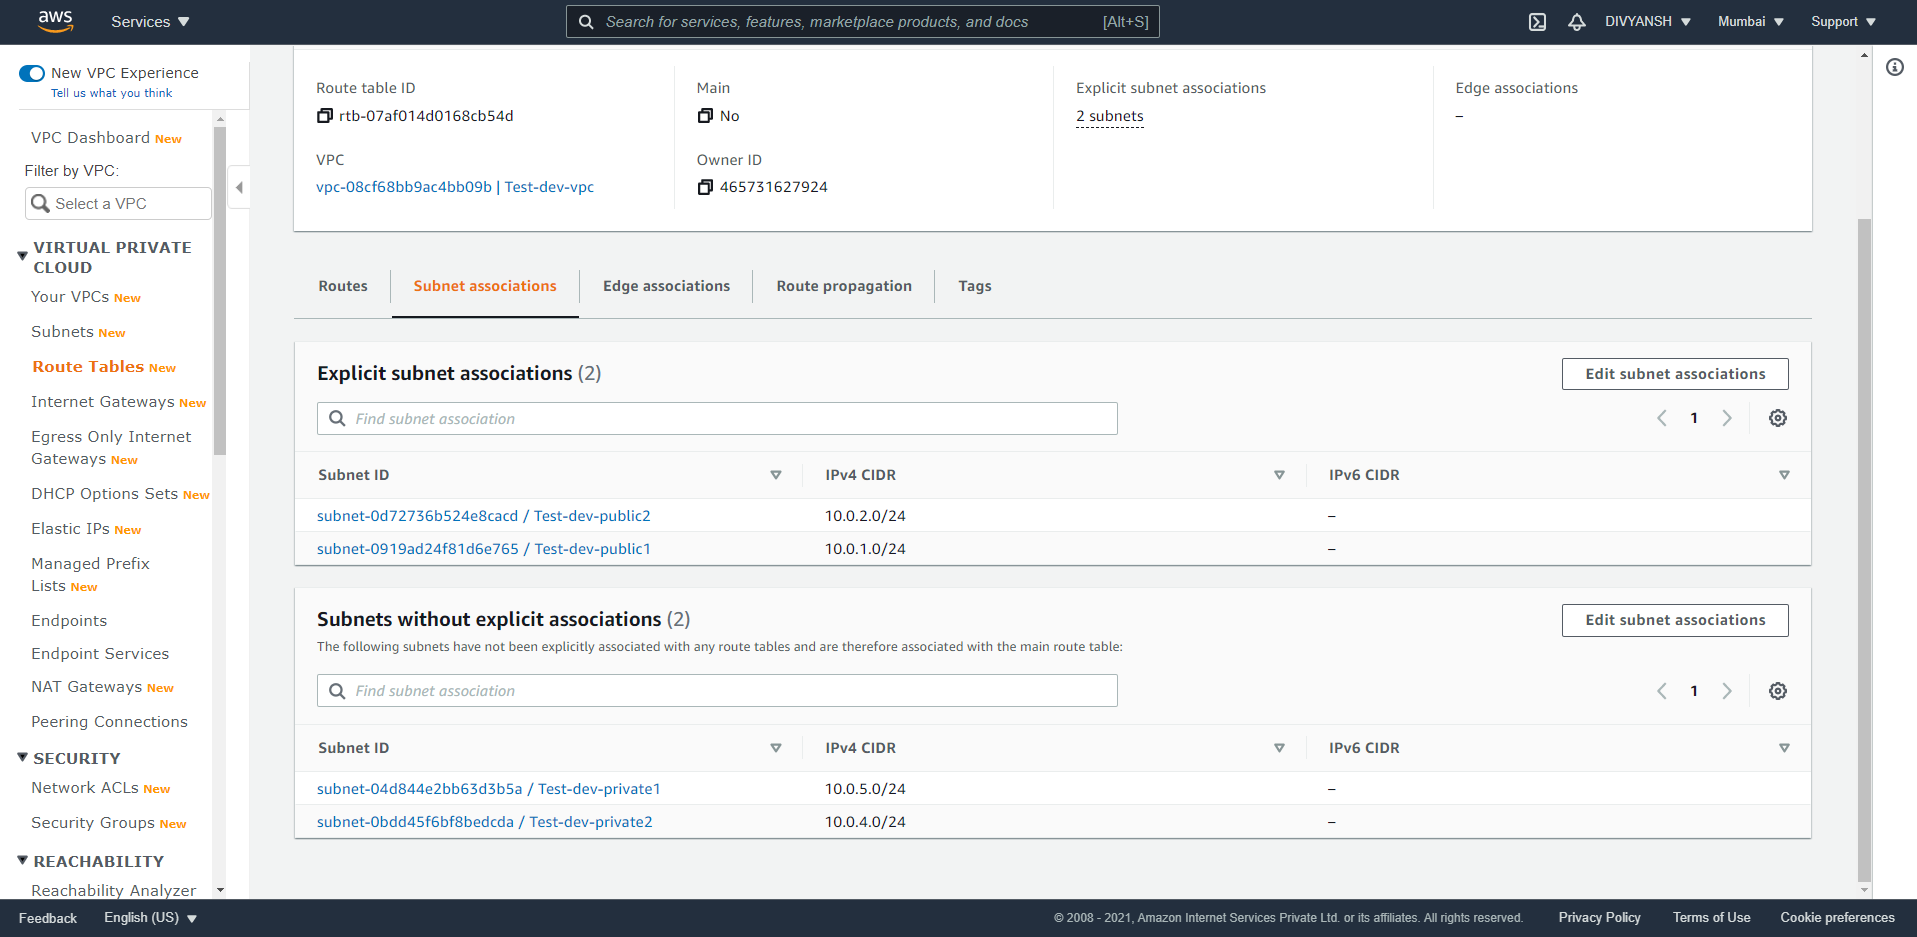 aws
Services
Search for services, features, marketplace products, and docs [Alt+S]
DIVYANSH
Mumbai
Support
New VPC Experience
Tell us what you think
VPC Dashboard New
Filter by VPC:
Select a VPC
VIRTUAL PRIVATE
CLOUD
Your VPCs New
Subnets New
Route Tables New
Internet Gateways New
Egress Only Internet
Gateways New
DHCP Options Sets New
Elastic IPs New
Managed Prefix
Lists New
Endpoints
Endpoint Services
NAT Gateways New
Peering Connections
SECURITY
Network ACLs New
Security Groups New
REACHABILITY
Reachability Analyzer
Route table ID
rtb-07af014d0168cb54d
Main
No
Explicit subnet associations
2 subnets
Edge associations
–
VPC
vpc-08cf68bb9ac4bb09b | Test-dev-vpc
Owner ID
465731627924
Routes
Subnet associations
Edge associations
Route propagation
Tags
Explicit subnet associations (2)
Edit subnet associations
Find subnet association
1
Subnet ID IPv4 CIDR IPv6 CIDR
subnet-0d72736b524e8cacd / Test-dev-public2 10.0.2.0/24 –
subnet-0919ad24f81d6e765 / Test-dev-public1 10.0.1.0/24 –
Subnets without explicit associations (2)
Edit subnet associations
The following subnets have not been explicitly associated with any route tables and are therefore associated with the main route table:
Find subnet association
1
Subnet ID IPv4 CIDR IPv6 CIDR
subnet-04d844e2bb63d3b5a / Test-dev-private1 10.0.5.0/24 –
subnet-0bdd45f6bf8bedcda / Test-dev-private2 10.0.4.0/24 –
Feedback
English (US)
© 2008 - 2021, Amazon Internet Services Private Ltd. or its affiliates. All rights reserved.
Privacy Policy
Terms of Use
Cookie preferences